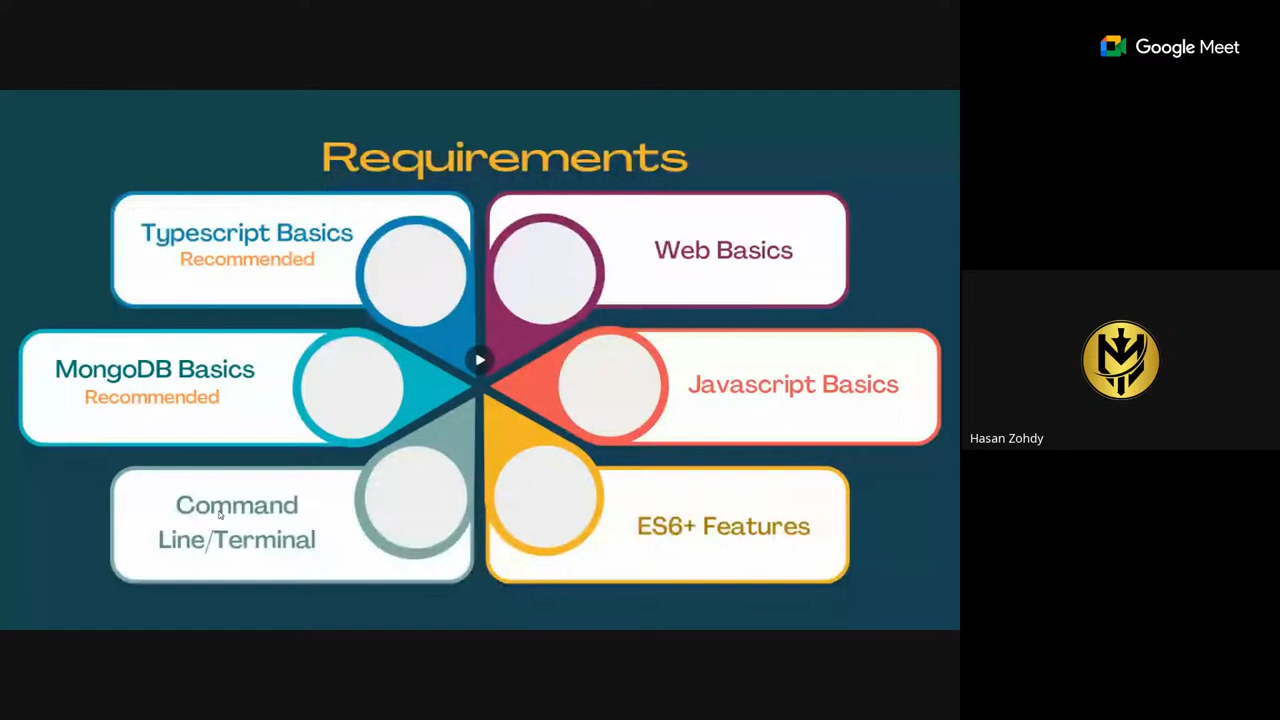 Google Meet
Requirements
Typescript Basics
Recommended
Web Basics
MongoDB Basics
Recommended
Javascript Basics
Command
Line/Terminal
ES6+ Features
Hasan Zohdy